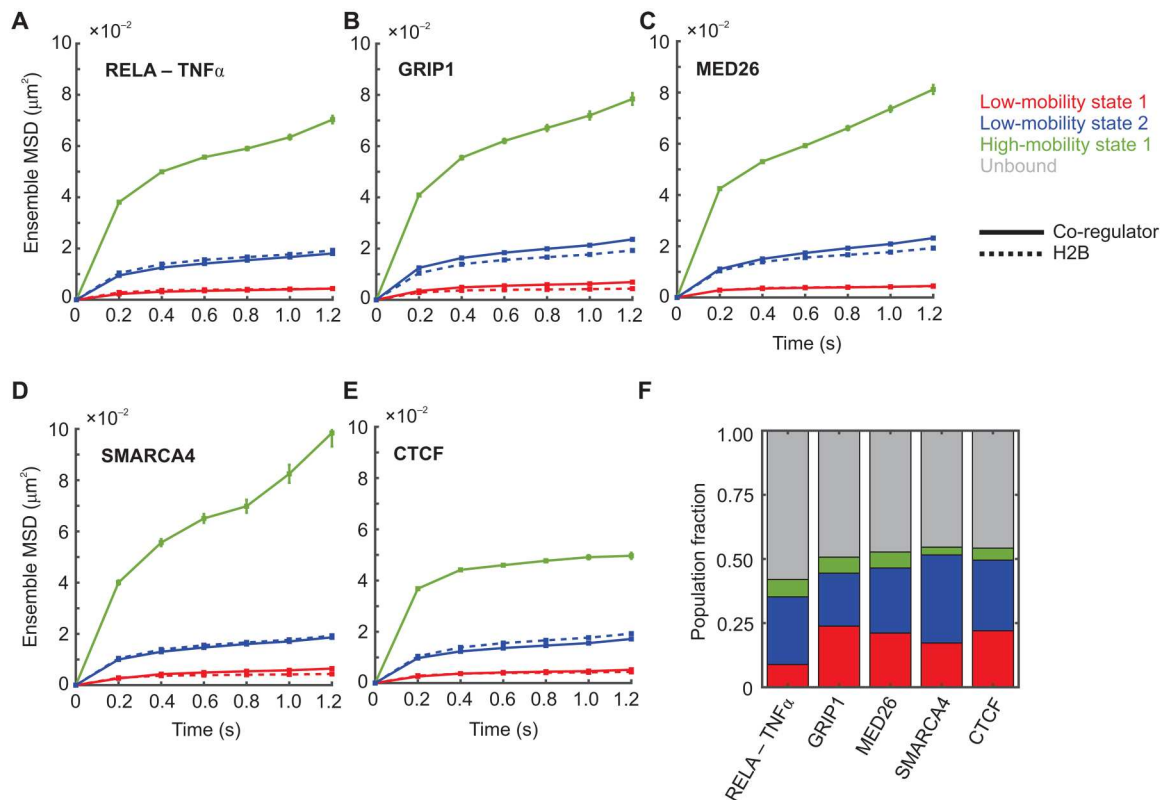 A
×10⁻²
Ensemble MSD (μm²)
10
8
6
4
2
0
RELA – TNFα
0 0.2 0.4 0.6 0.8 1.0 1.2
B
×10⁻²
10
8
6
4
2
0
GRIP1
0 0.2 0.4 0.6 0.8 1.0 1.2
C
×10⁻²
10
8
6
4
2
0
MED26
0 0.2 0.4 0.6 0.8 1.0 1.2
Time (s)
Low-mobility state 1
Low-mobility state 2
High-mobility state 1
Unbound
Co-regulator
H2B
D
×10⁻²
Ensemble MSD (μm²)
10
8
6
4
2
0
SMARCA4
0 0.2 0.4 0.6 0.8 1.0 1.2
Time (s)
E
×10⁻²
10
8
6
4
2
0
CTCF
0 0.2 0.4 0.6 0.8 1.0 1.2
Time (s)
F
Population fraction
1.00
0.75
0.50
0.25
0
RELA – TNFα
GRIP1
MED26
SMARCA4
CTCF